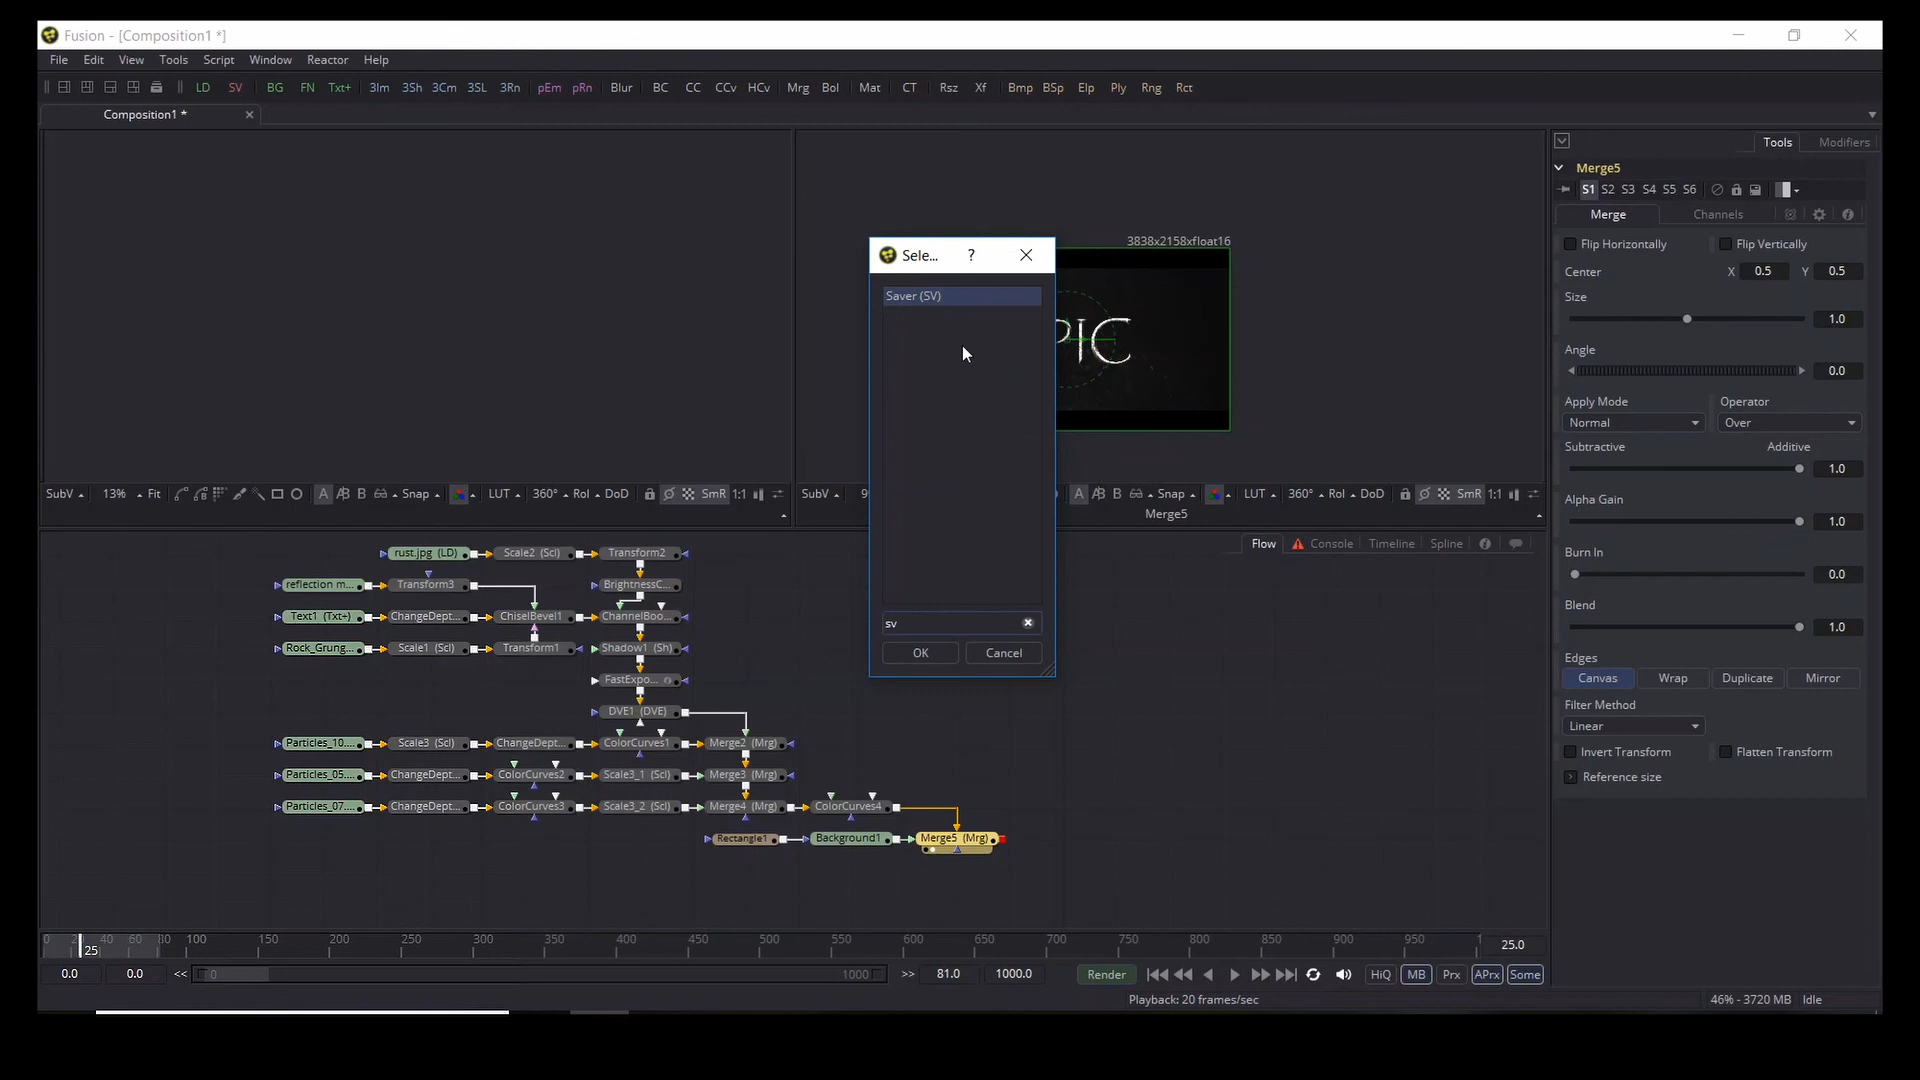 Fusion - [Composition1 *]
File Edit View Tools Script Window Reactor Help
LD SV BG FN Txt+ 3Im 3Sh 3Cm 3SL 3Rn pEm pRn Blur BC CC CCv HCv Mrg Bol Mat CT Rsz Xf Bmp BSp Elp Ply Rng Rct
Composition1 *
Tools Modifiers
Merge5
S1 S2 S3 S4 S5 S6
Merge Channels
Flip Horizontally Flip Vertically
Center X 0.5 Y 0.5
Size
1.0
Angle
0.0
Apply Mode Operator
Normal Over
Subtractive Additive
1.0
Alpha Gain
1.0
Burn In
0.0
Blend
1.0
Edges
Canvas Wrap Duplicate Mirror
Filter Method
Linear
Invert Transform Flatten Transform
Reference size
3838x2158xfloat16
PIC
Sele... ?
Saver (SV)
sv
OK Cancel
SubV 13% Fit A A|B B Snap LUT 360° RoI DoD SmR 1:1
SubV A A|B B Snap LUT 360° RoI DoD SmR 1:1
Merge5
Flow Console Timeline Spline
rust.jpg (LD) Scale2 (Scl) Transform2
reflection m... Transform3 BrightnessC...
Text1 (Txt+) ChangeDept... ChiselBevel1 ChannelBoo...
Rock_Grung... Scale1 (Scl) Transform1 Shadow1 (Sh)
FastExpo...
DVE1 (DVE)
Particles_10.... Scale3 (Scl) ChangeDept... ColorCurves1 Merge2 (Mrg)
Particles_05.... ChangeDept... ColorCurves2 Scale3_1 (Scl) Merge3 (Mrg)
Particles_07.... ChangeDept... ColorCurves3 Scale3_2 (Scl) Merge4 (Mrg) ColorCurves4
Rectangle1 Background1 Merge5 (Mrg)
0 25 40 60 80 100 150 200 250 300 350 400 450 500 550 600 650 700 750 800 850 900 950 25.0
0.0 0.0 << 0 1000 >> 81.0 1000.0 Render HiQ MB Prx APrx Some
Playback: 20 frames/sec 46% - 3720 MB Idle